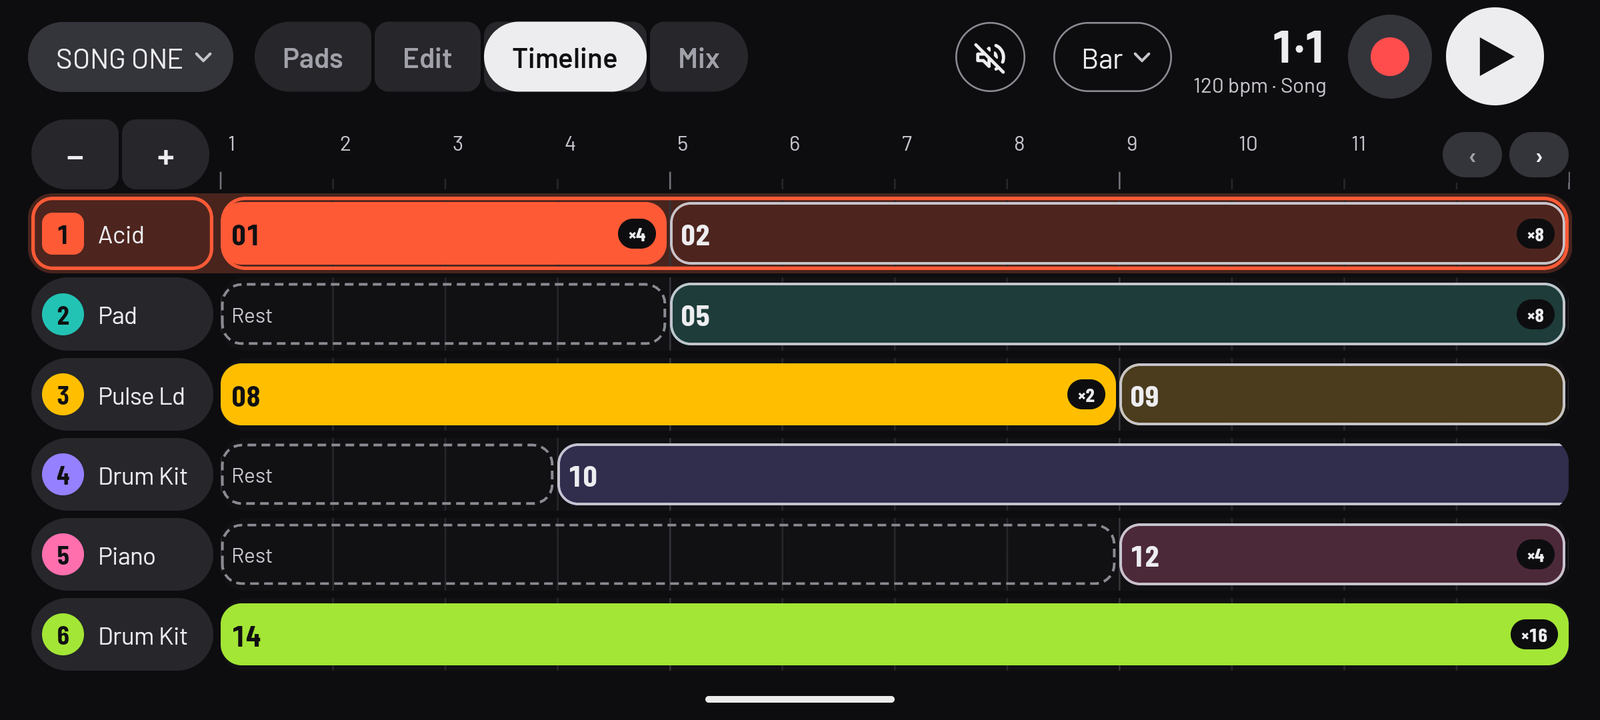 SONG ONE
Pads
Edit
Timeline
Mix
Bar
1·1
120 bpm · Song
− +
1 2 3 4 5 6 7 8 9 10 11
‹ ›
1 Acid 01 ×4 02 ×8
2 Pad Rest 05 ×8
3 Pulse Ld 08 ×2 09
4 Drum Kit Rest 10
5 Piano Rest 12 ×4
6 Drum Kit 14 ×16